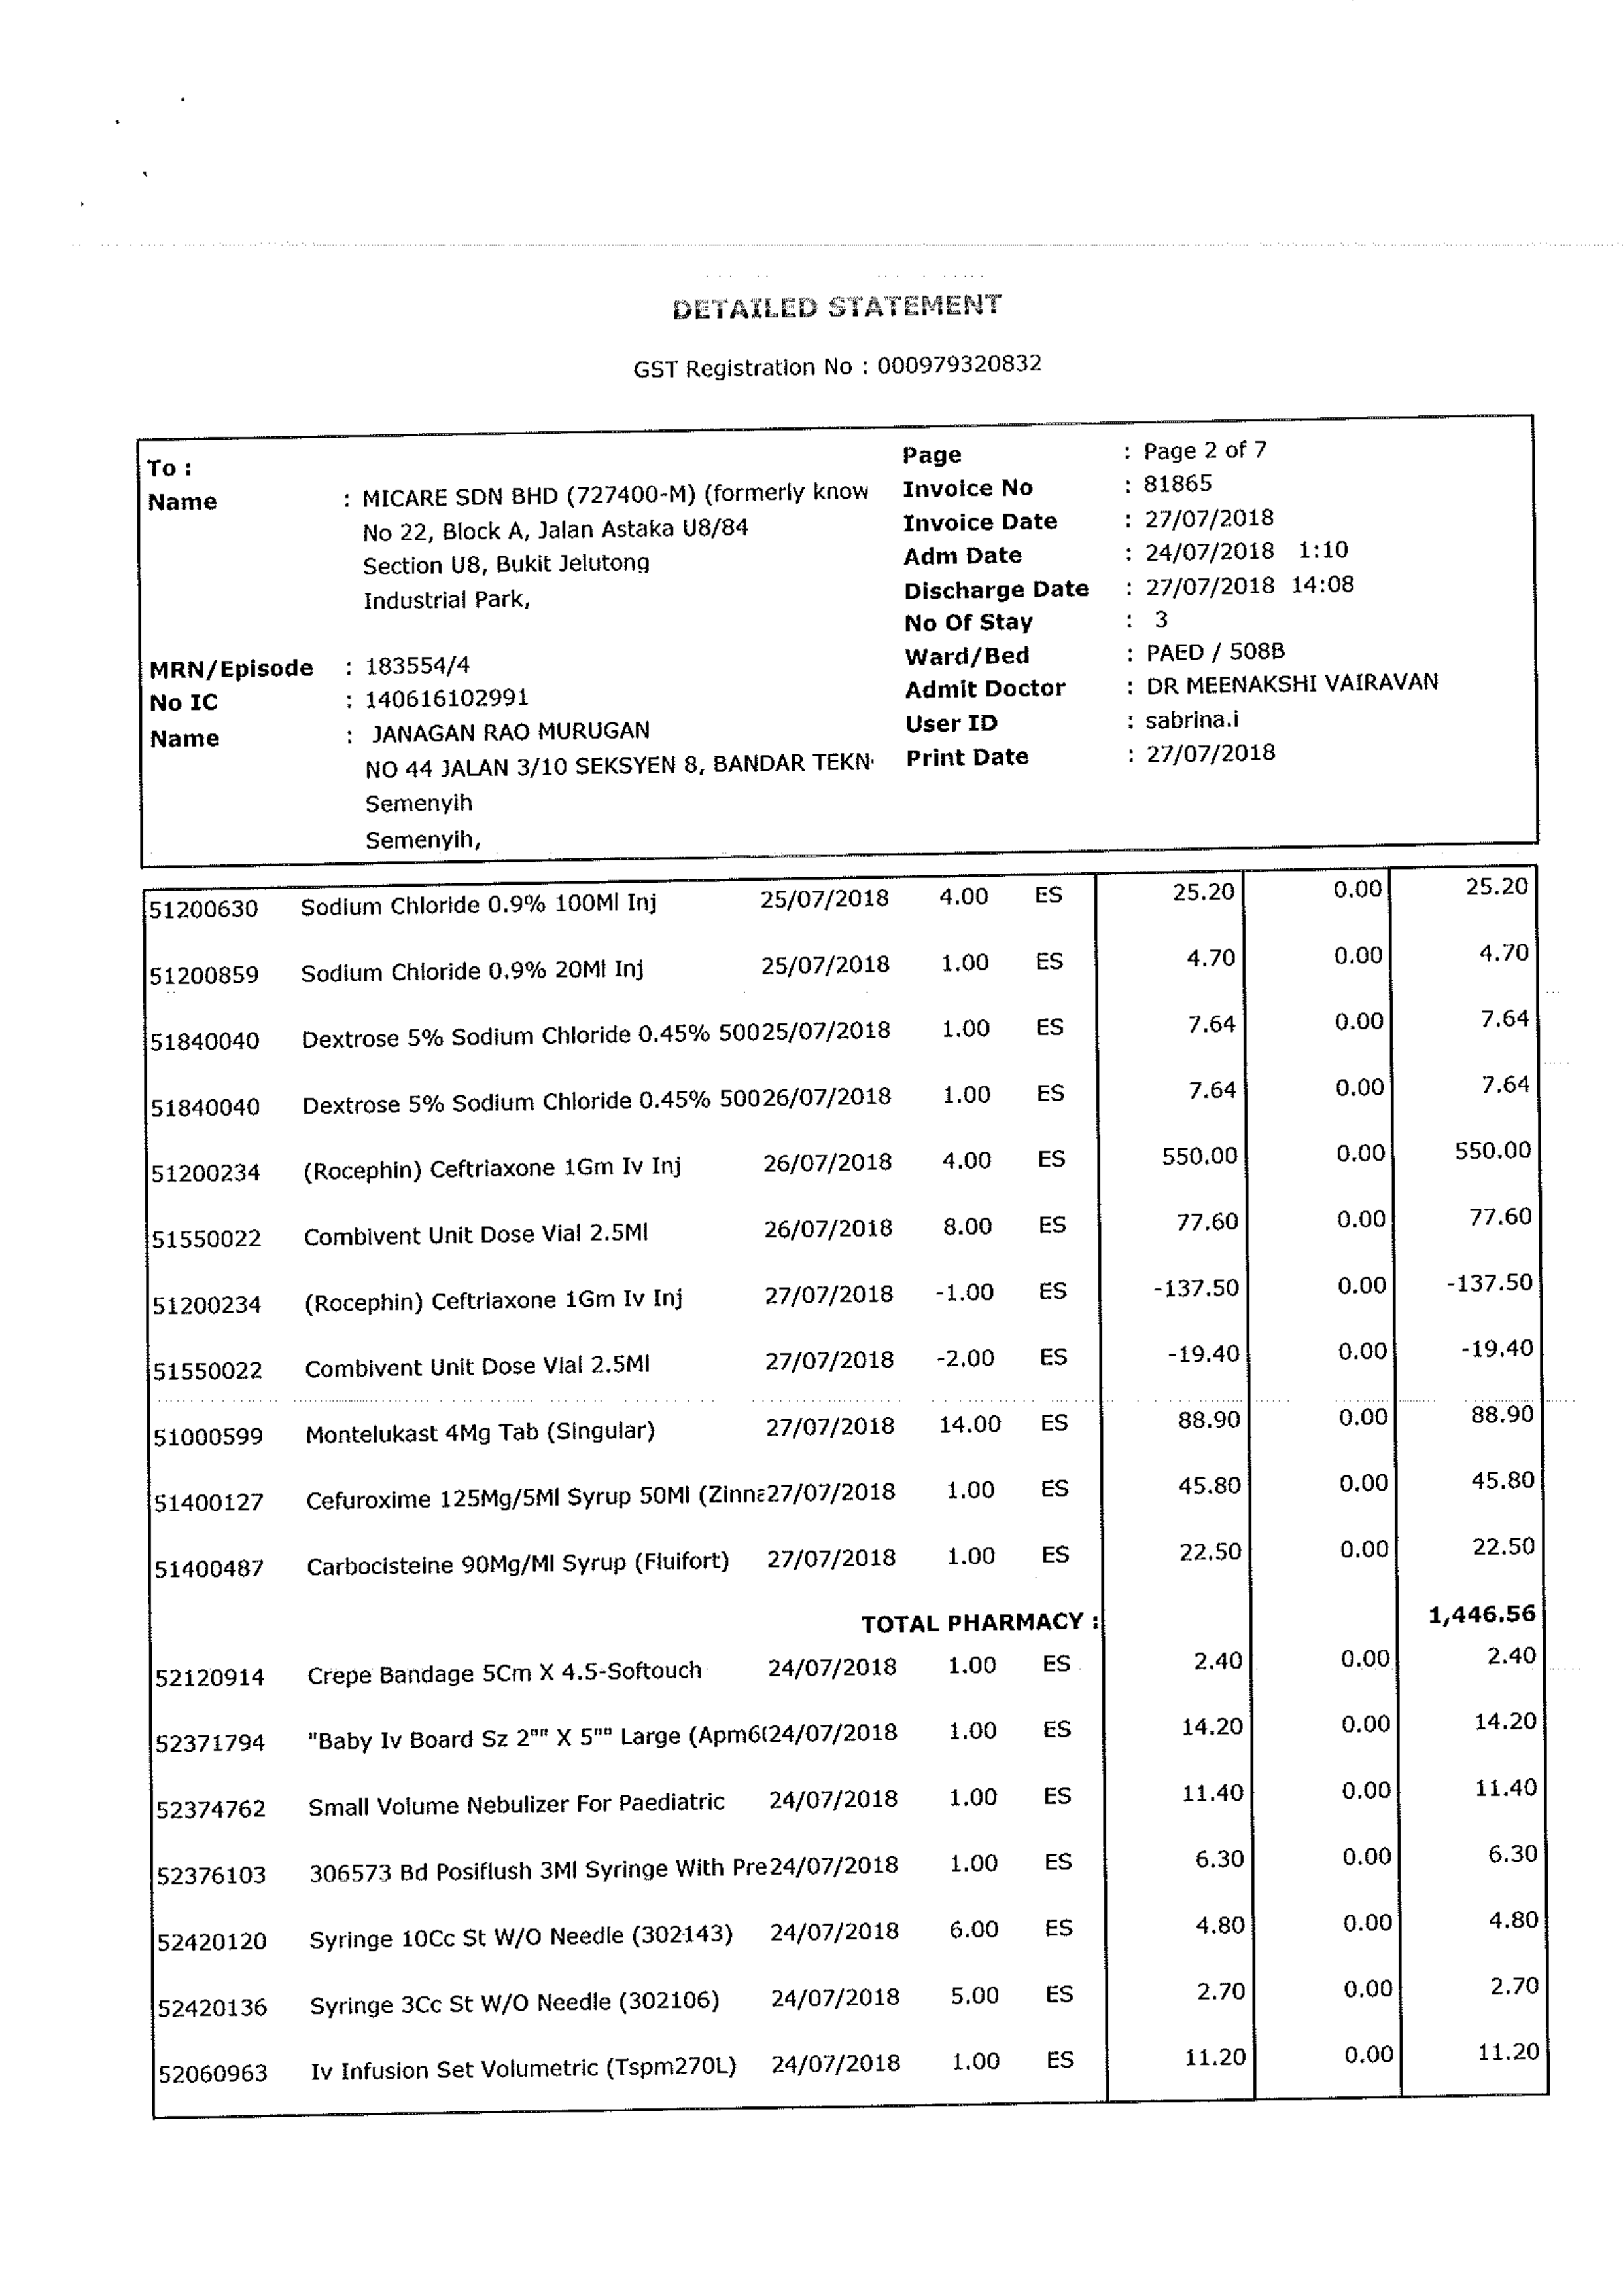 DETAILED STATEMENT
GST Registration No : 000979320832
To :
Name : MICARE SDN BHD (727400-M) (formerly know
No 22, Block A, Jalan Astaka U8/84
Section U8, Bukit Jelutong
Industrial Park,
MRN/Episode : 183554/4
No IC : 140616102991
Name : JANAGAN RAO MURUGAN
NO 44 JALAN 3/10 SEKSYEN 8, BANDAR TEKN
Semenyih
Semenyih,
Page : Page 2 of 7
Invoice No : 81865
Invoice Date : 27/07/2018
Adm Date : 24/07/2018 1:10
Discharge Date : 27/07/2018 14:08
No Of Stay : 3
Ward/Bed : PAED / 508B
Admit Doctor : DR MEENAKSHI VAIRAVAN
User ID : sabrina.i
Print Date : 27/07/2018
51200630 Sodium Chloride 0.9% 100Ml Inj 25/07/2018 4.00 ES 25.20 0.00 25.20
51200859 Sodium Chloride 0.9% 20Ml Inj 25/07/2018 1.00 ES 4.70 0.00 4.70
51840040 Dextrose 5% Sodium Chloride 0.45% 50025/07/2018 1.00 ES 7.64 0.00 7.64
51840040 Dextrose 5% Sodium Chloride 0.45% 50026/07/2018 1.00 ES 7.64 0.00 7.64
51200234 (Rocephin) Ceftriaxone 1Gm Iv Inj 26/07/2018 4.00 ES 550.00 0.00 550.00
51550022 Combivent Unit Dose Vial 2.5Ml 26/07/2018 8.00 ES 77.60 0.00 77.60
51200234 (Rocephin) Ceftriaxone 1Gm Iv Inj 27/07/2018 -1.00 ES -137.50 0.00 -137.50
51550022 Combivent Unit Dose Vial 2.5Ml 27/07/2018 -2.00 ES -19.40 0.00 -19.40
51000599 Montelukast 4Mg Tab (Singular) 27/07/2018 14.00 ES 88.90 0.00 88.90
51400127 Cefuroxime 125Mg/5Ml Syrup 50Ml (Zinna27/07/2018 1.00 ES 45.80 0.00 45.80
51400487 Carbocisteine 90Mg/Ml Syrup (Fluifort) 27/07/2018 1.00 ES 22.50 0.00 22.50
TOTAL PHARMACY : 1,446.56
52120914 Crepe Bandage 5Cm X 4.5-Softouch 24/07/2018 1.00 ES 2.40 0.00 2.40
52371794 "Baby Iv Board Sz 2"" X 5"" Large (Apm6(24/07/2018 1.00 ES 14.20 0.00 14.20
52374762 Small Volume Nebulizer For Paediatric 24/07/2018 1.00 ES 11.40 0.00 11.40
52376103 306573 Bd Posiflush 3Ml Syringe With Pre24/07/2018 1.00 ES 6.30 0.00 6.30
52420120 Syringe 10Cc St W/O Needle (302143) 24/07/2018 6.00 ES 4.80 0.00 4.80
52420136 Syringe 3Cc St W/O Needle (302106) 24/07/2018 5.00 ES 2.70 0.00 2.70
52060963 Iv Infusion Set Volumetric (Tspm270L) 24/07/2018 1.00 ES 11.20 0.00 11.20